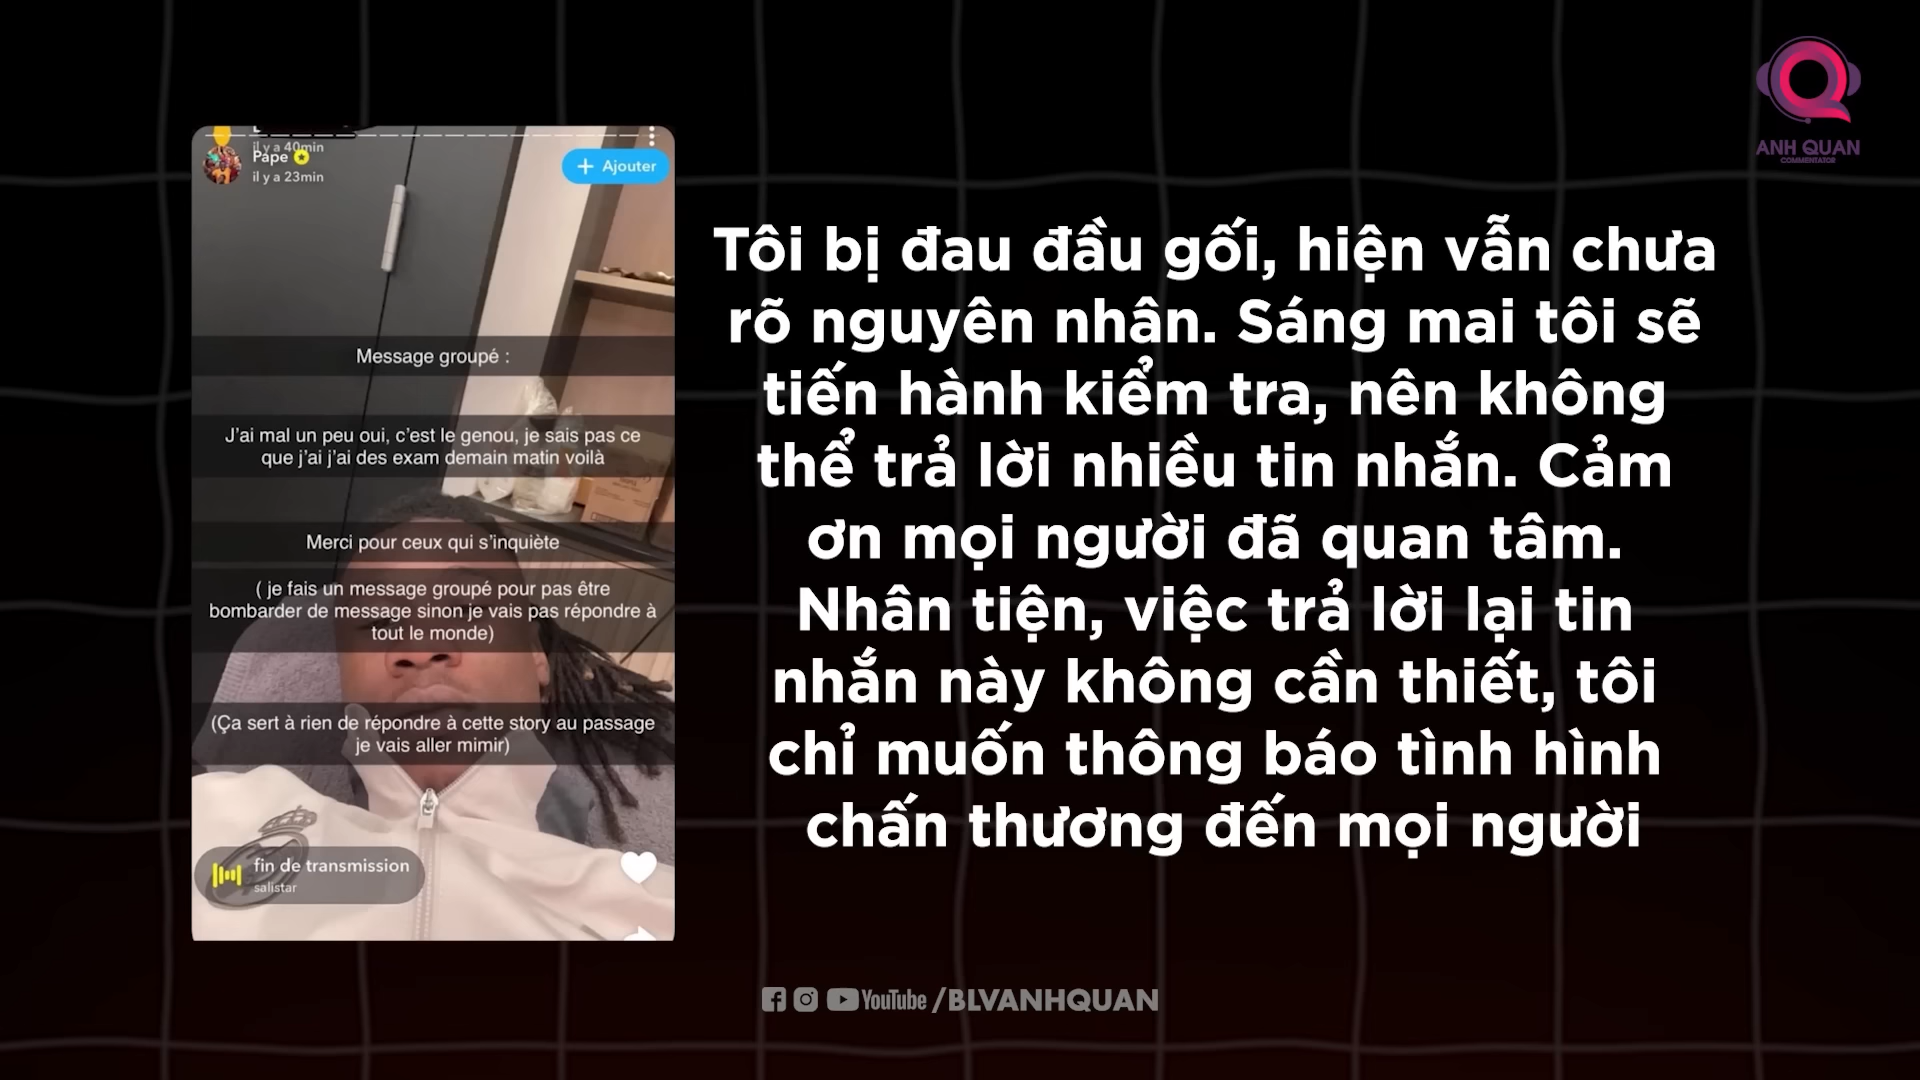 il y a 40min
Pape
il y a 23min
+ Ajouter
Message groupé :
J'ai mal un peu oui, c'est le genou, je sais pas ce
que j'ai j'ai des exam demain matin voilà
Merci pour ceux qui s'inquiète
( je fais un message groupé pour pas être
bombarder de message sinon je vais pas répondre à
tout le monde)
(Ça sert à rien de répondre à cette story au passage
je vais aller mimir)
fin de transmission
salistar
Tôi bị đau đầu gối, hiện vẫn chưa
rõ nguyên nhân. Sáng mai tôi sẽ
tiến hành kiểm tra, nên không
thể trả lời nhiều tin nhắn. Cảm
ơn mọi người đã quan tâm.
Nhân tiện, việc trả lời lại tin
nhắn này không cần thiết, tôi
chỉ muốn thông báo tình hình
chấn thương đến mọi người
ANH QUAN
COMMENTATOR
YouTube /BLVANHQUAN